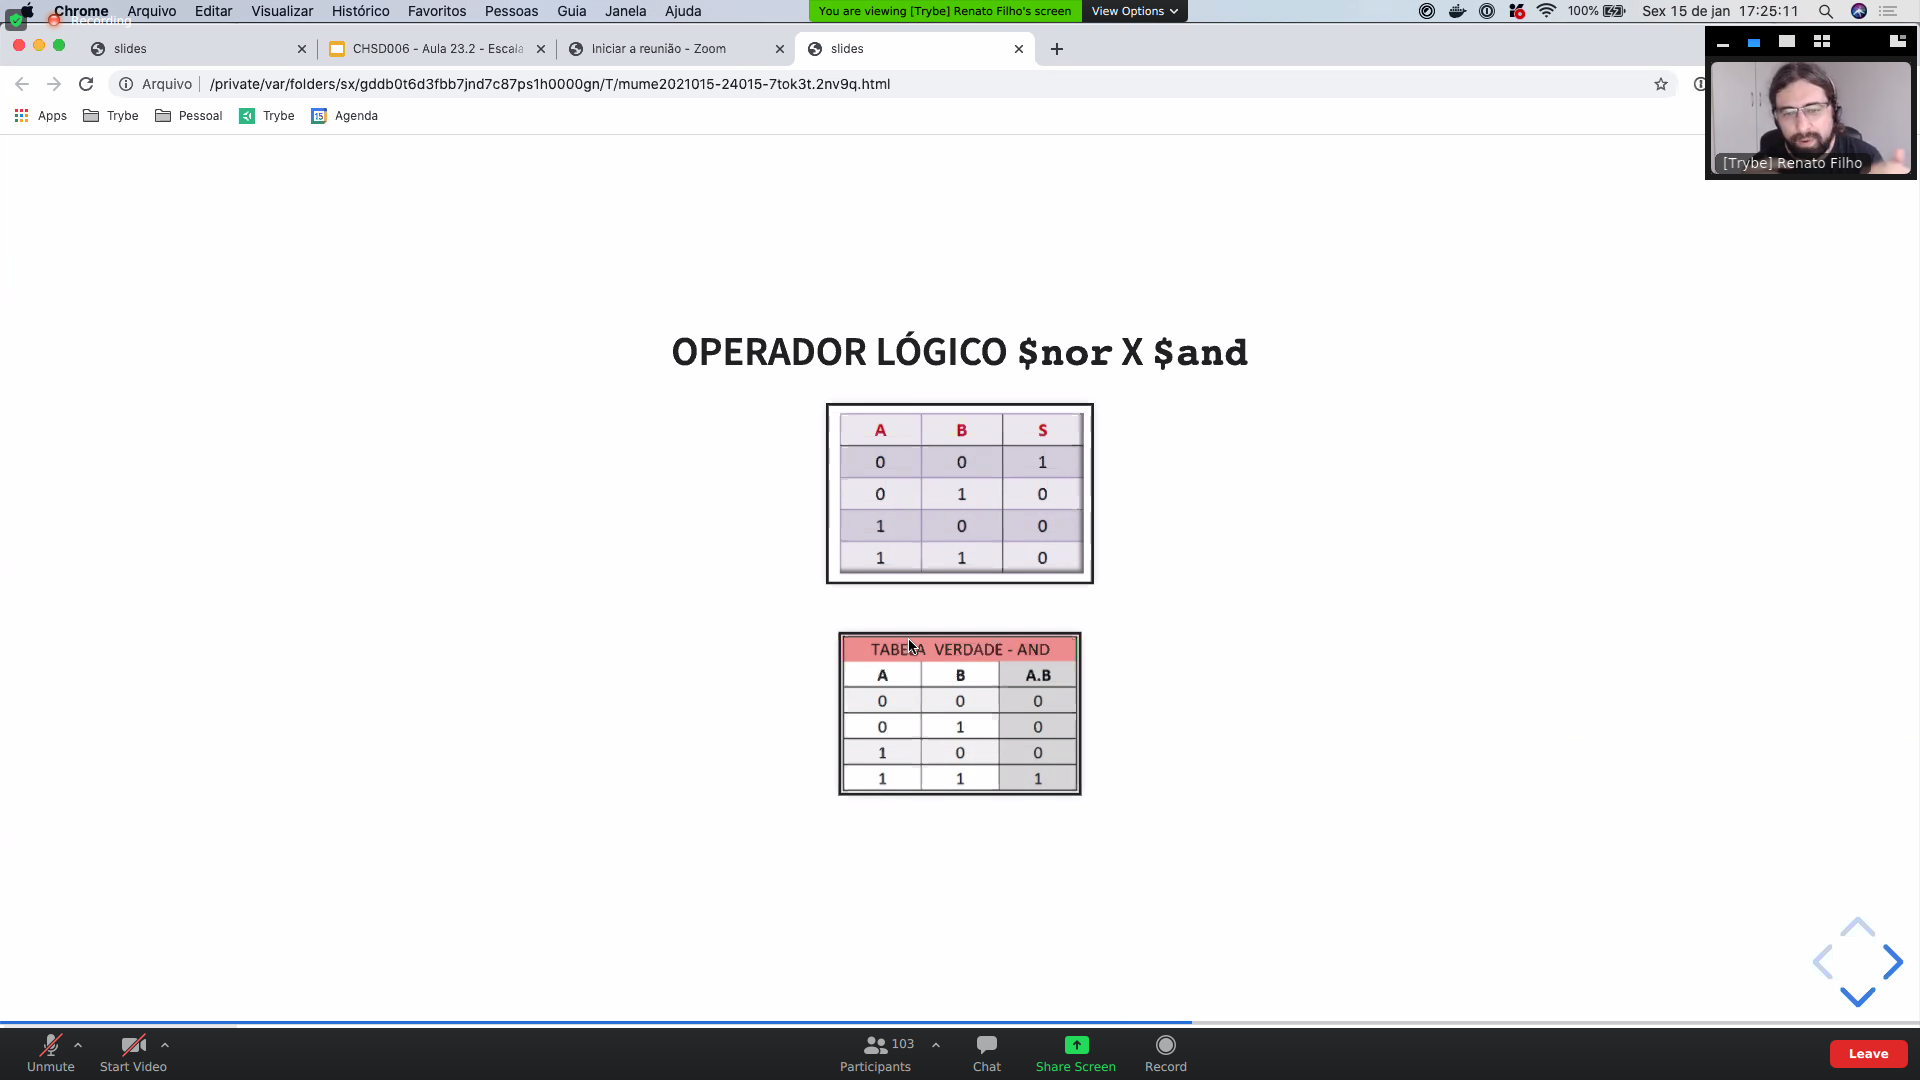 Chrome Arquivo Editar Visualizar Histórico Favoritos Pessoas Guia Janela Ajuda You are viewing [Trybe] Renato Filho's screen View Options 100% Sex 15 de jan 17:25:11
Recording
slides CHSD006 - Aula 23.2 - Escala Iniciar a reunião - Zoom slides
Arquivo /private/var/folders/sx/gddb0t6d3fbb7jnd7c87ps1h0000gn/T/mume2021015-24015-7tok3t.2nv9q.html
Apps Trybe Pessoal Trybe 15 Agenda
[Trybe] Renato Filho
OPERADOR LÓGICO $nor X $and
A B S
0 0 1
0 1 0
1 0 0
1 1 0
TABELA VERDADE - AND
A B A.B
0 0 0
0 1 0
1 0 0
1 1 1
Unmute Start Video 103 Participants Chat Share Screen Record Leave